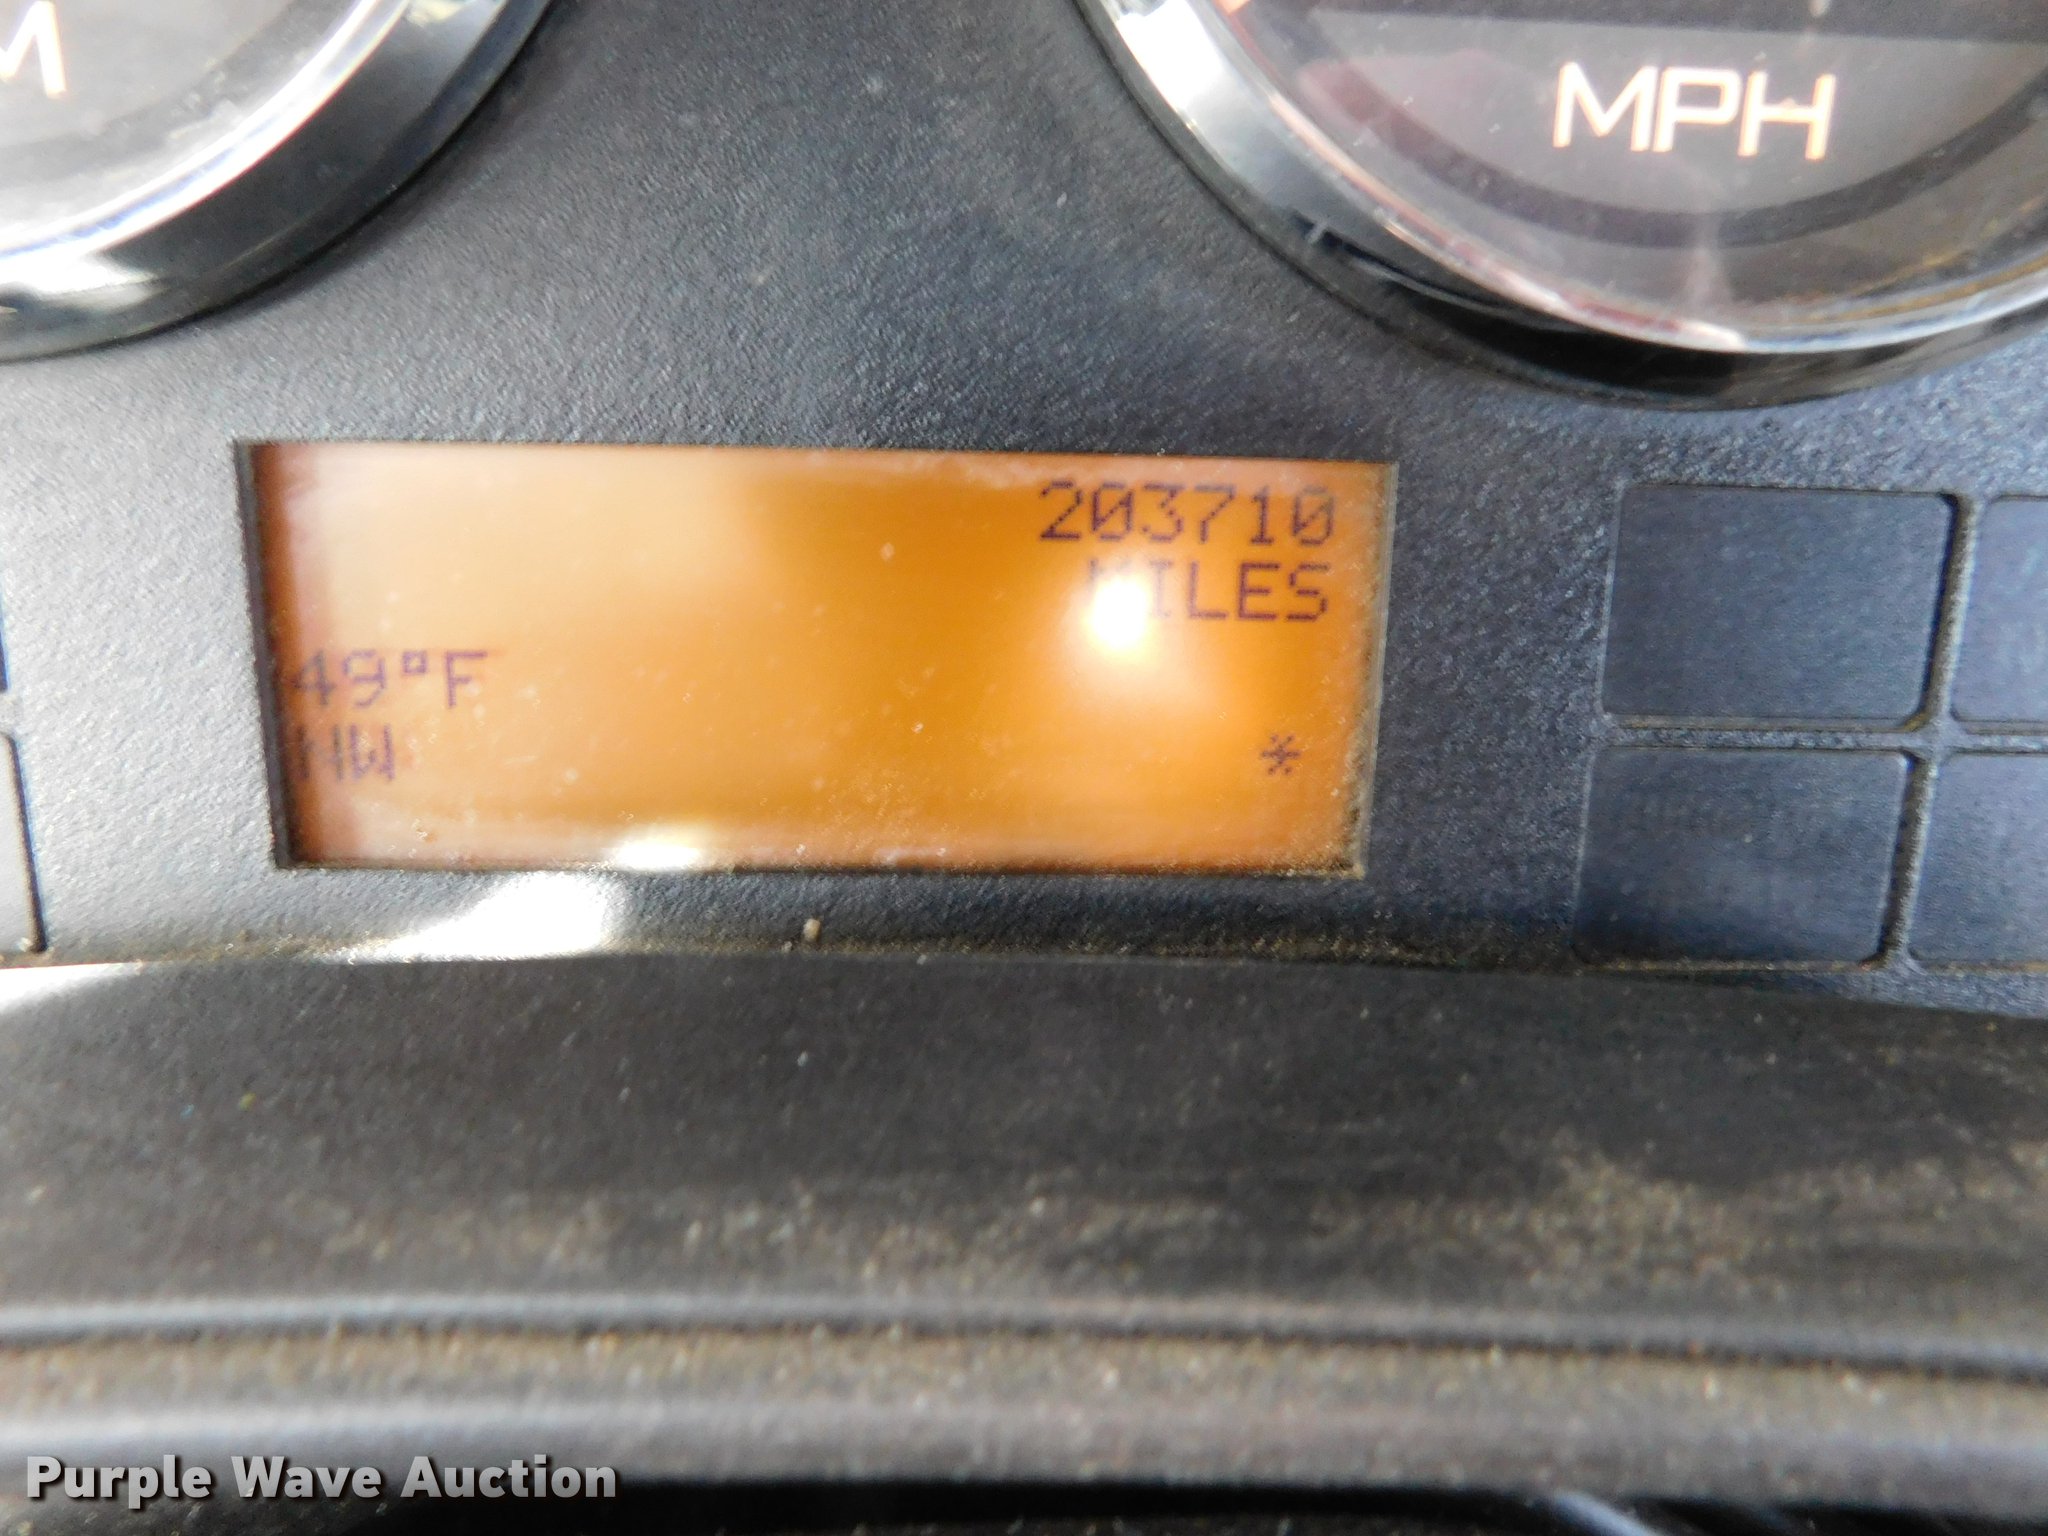 M
MPH
203710
MILES
49°F
NW
*
Purple Wave Auction